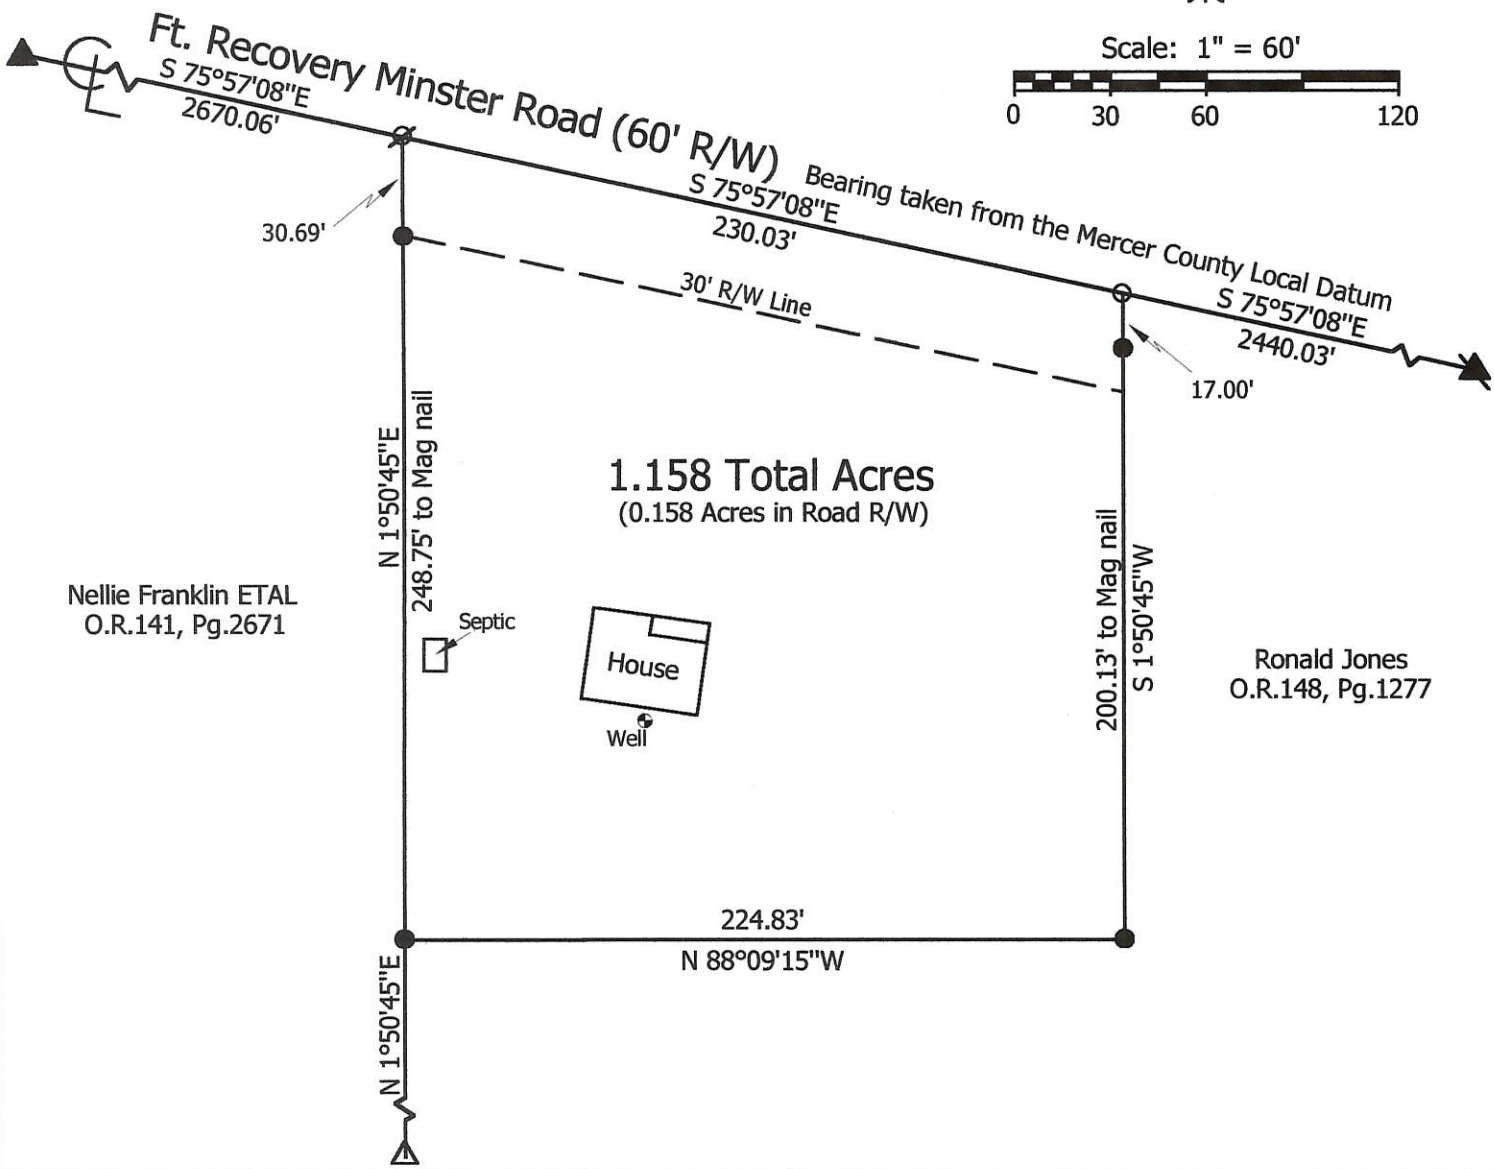 Scale: 1" = 60'
0 30 60 120
Ft. Recovery Minster Road (60' R/W)
S 75°57'08"E
2670.06'
S 75°57'08"E
230.03'
Bearing taken from the Mercer County Local Datum
S 75°57'08"E
2440.03'
30.69'
30' R/W Line
17.00'
N 1°50'45"E
248.75' to Mag nail
1.158 Total Acres
(0.158 Acres in Road R/W)
200.13' to Mag nail
S 1°50'45"W
Nellie Franklin ETAL
O.R.141, Pg.2671
Septic
House
Well
Ronald Jones
O.R.148, Pg.1277
224.83'
N 88°09'15"W
N 1°50'45"E